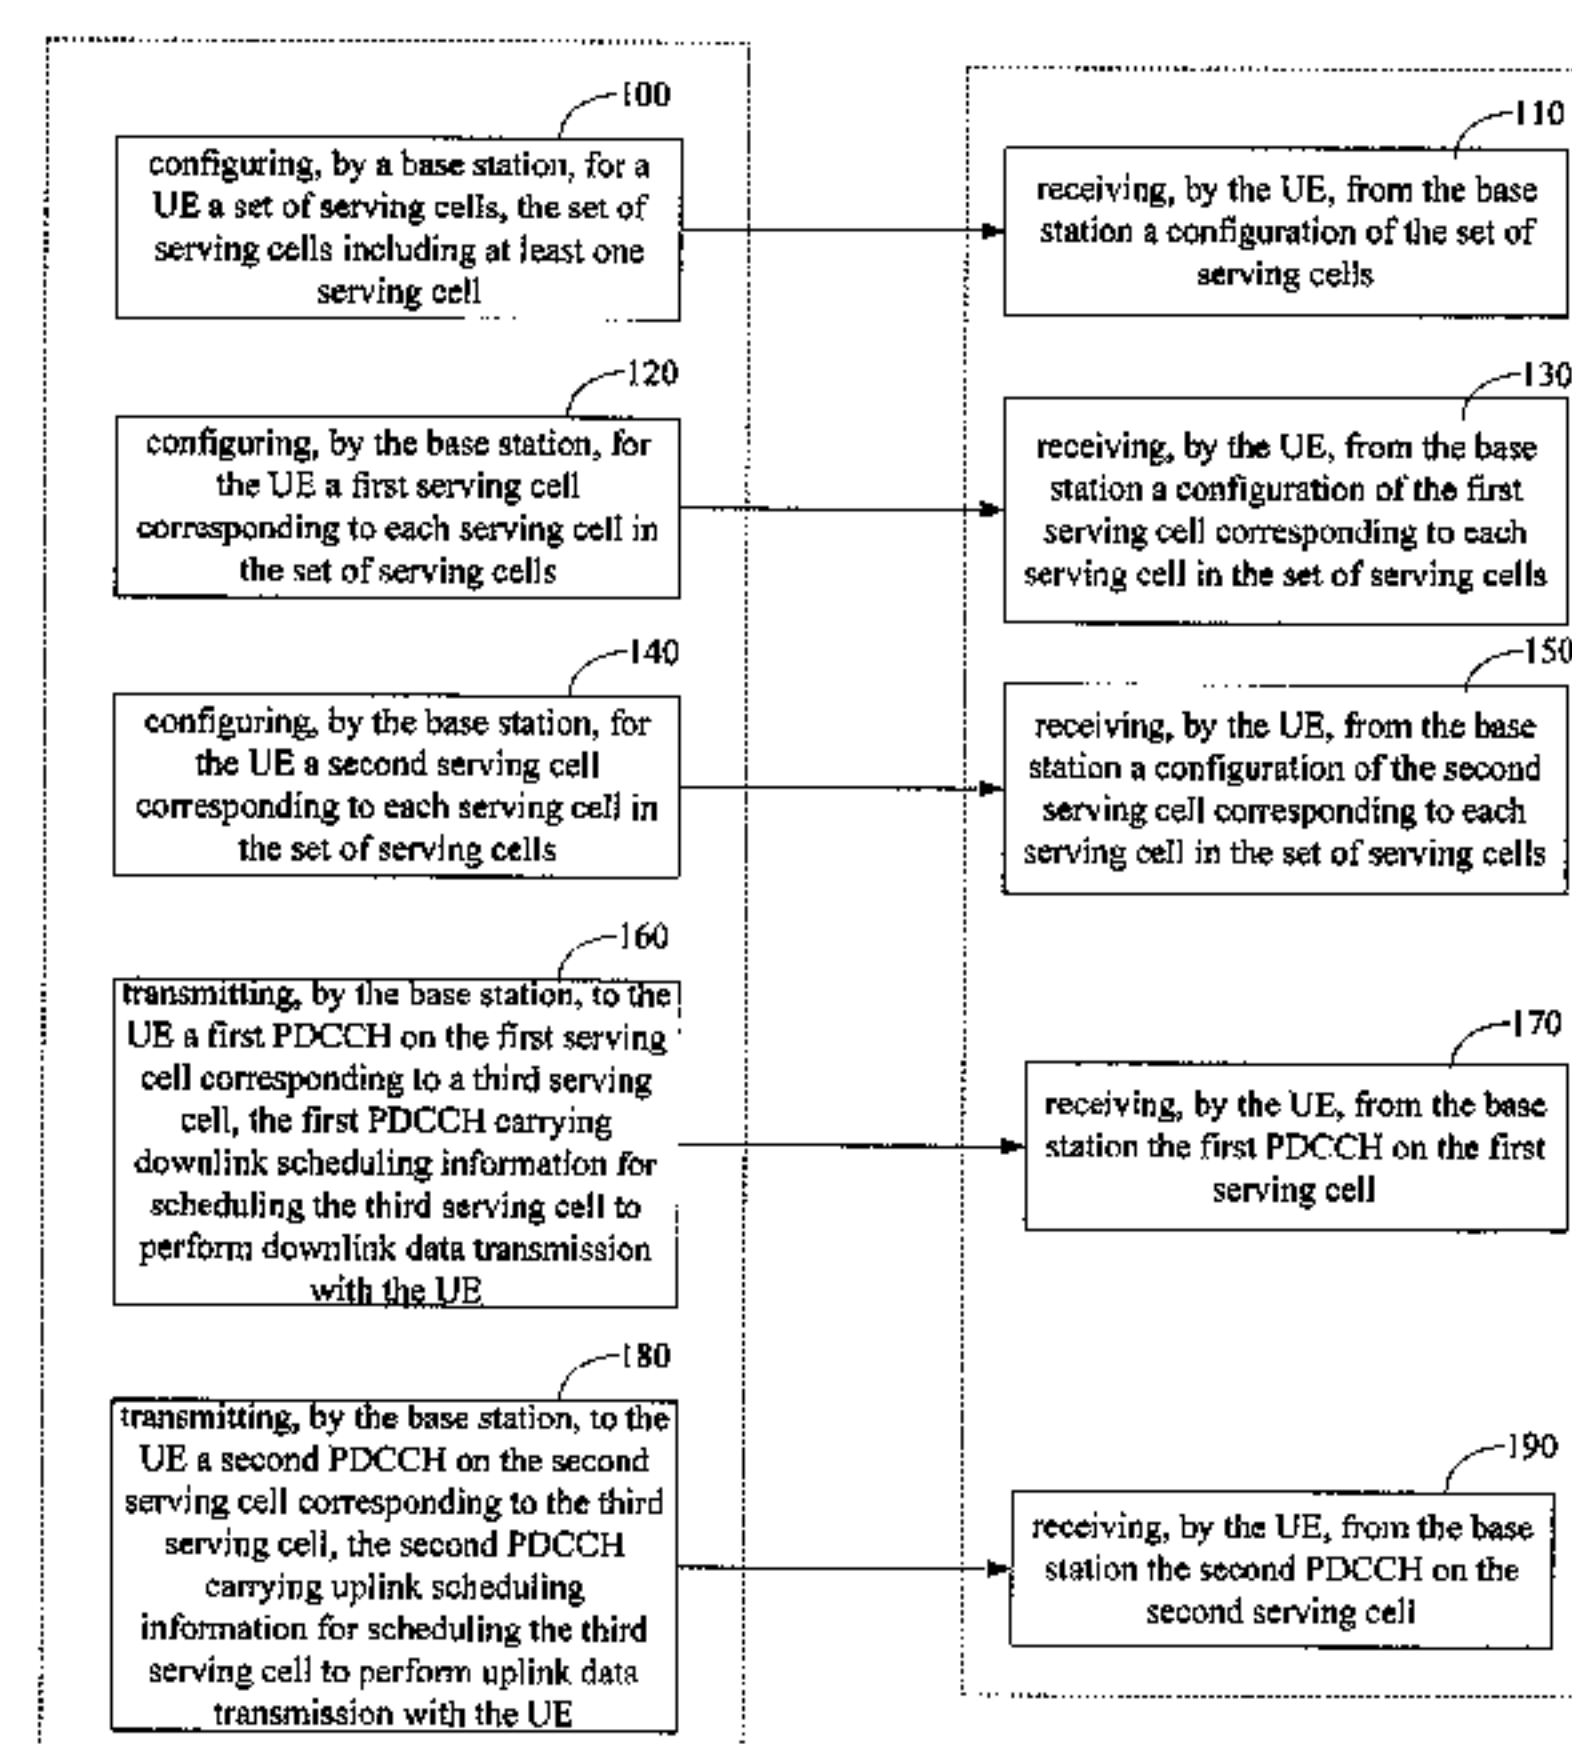 100
configuring, by a base station, for a
UE a set of serving cells, the set of
serving cells including at least one
serving cell
110
receiving, by the UE, from the base
station a configuration of the set of
serving cells
120
configuring, by the base station, for
the UE a first serving cell
corresponding to each serving cell in
the set of serving cells
130
receiving, by the UE, from the base
station a configuration of the first
serving cell corresponding to each
serving cell in the set of serving cells
140
configuring, by the base station, for
the UE a second serving cell
corresponding to each serving cell in
the set of serving cells
150
receiving, by the UE, from the base
station a configuration of the second
serving cell corresponding to each
serving cell in the set of serving cells
160
transmitting, by the base station, to the
UE a first PDCCH on the first serving
cell corresponding to a third serving
cell, the first PDCCH carrying
downlink scheduling information for
scheduling the third serving cell to
perform downlink data transmission
with the UE
170
receiving, by the UE, from the base
station the first PDCCH on the first
serving cell
180
transmitting, by the base station, to the
UE a second PDCCH on the second
serving cell corresponding to the third
serving cell, the second PDCCH
carrying uplink scheduling
information for scheduling the third
serving cell to perform uplink data
transmission with the UE
190
receiving, by the UE, from the base
station the second PDCCH on the
second serving cell